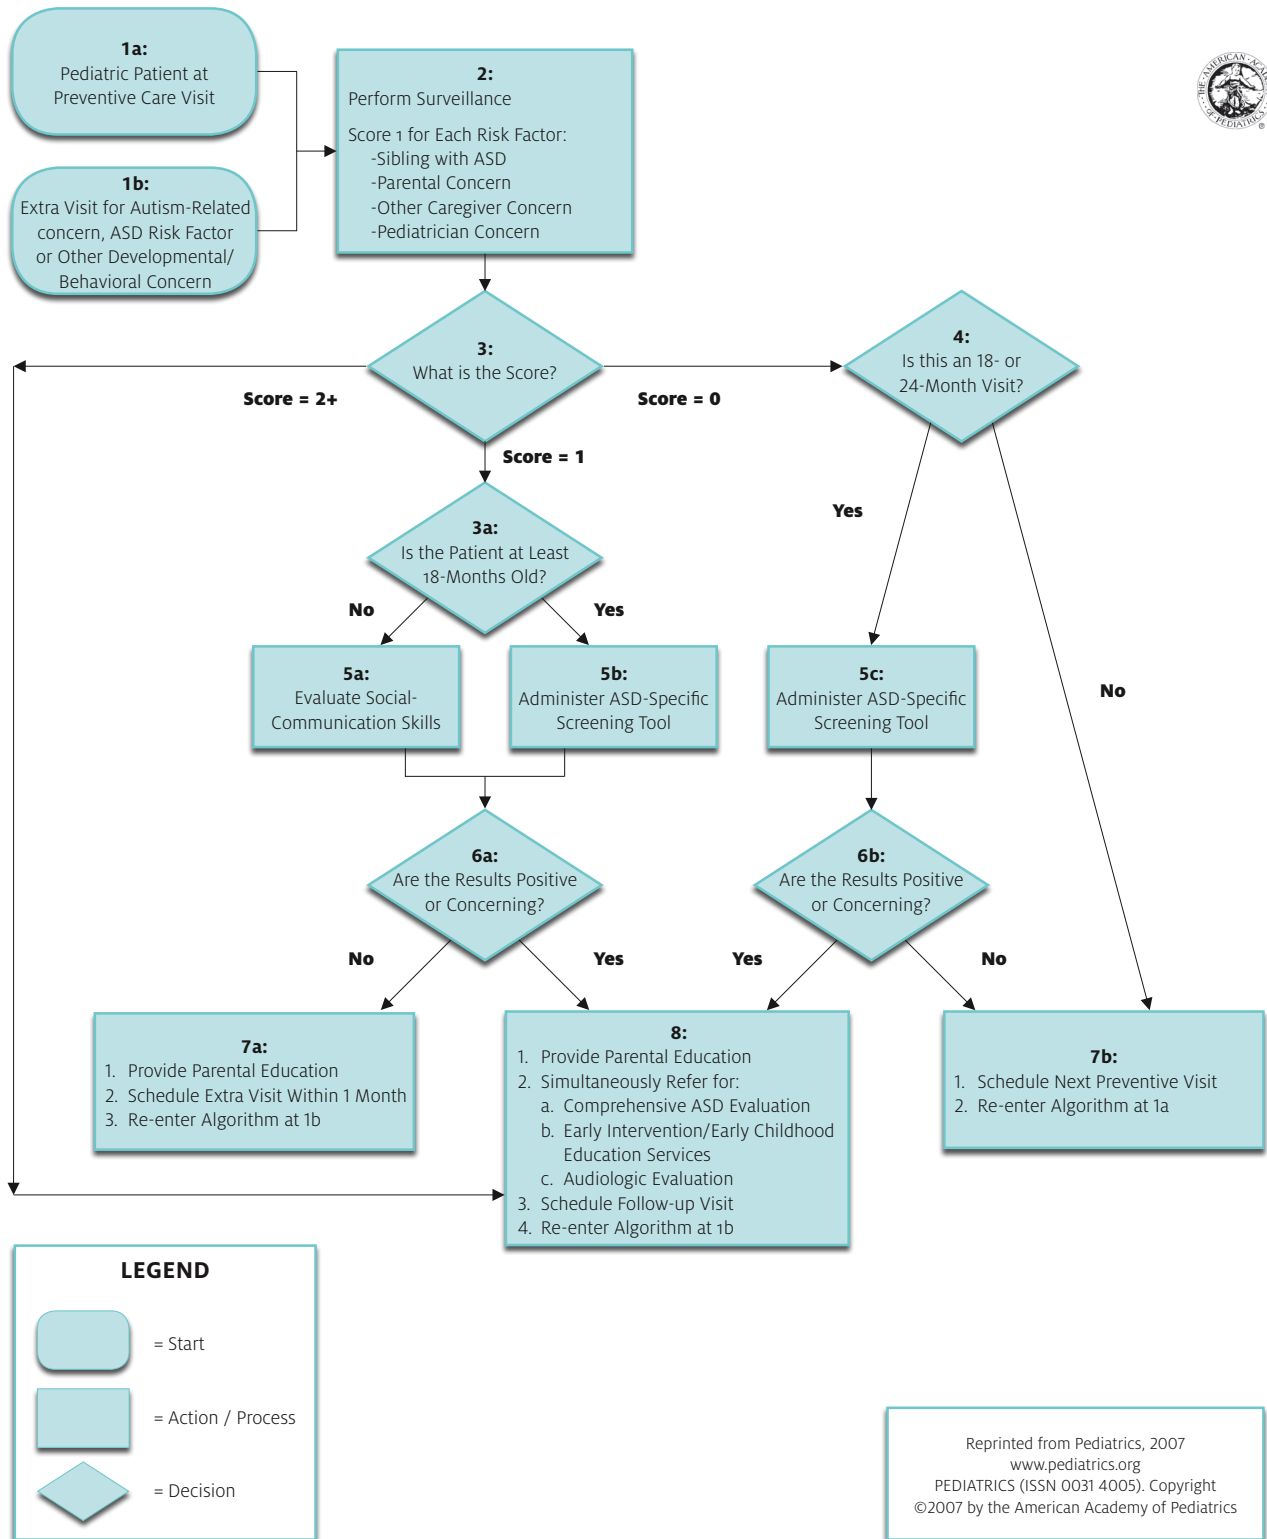 1a:
Pediatric Patient at
Preventive Care Visit
1b:
Extra Visit for Autism-Related
concern, ASD Risk Factor
or Other Developmental/
Behavioral Concern
2:
Perform Surveillance
Score 1 for Each Risk Factor:
-Sibling with ASD
-Parental Concern
-Other Caregiver Concern
-Pediatrician Concern
THE AMERICAN ACADEMY OF PEDIATRICS
®
3:
What is the Score?
Score = 2+
Score = 0
Score = 1
4:
Is this an 18- or
24-Month Visit?
Yes
No
3a:
Is the Patient at Least
18-Months Old?
No
Yes
5a:
Evaluate Social-
Communication Skills
5b:
Administer ASD-Specific
Screening Tool
5c:
Administer ASD-Specific
Screening Tool
6a:
Are the Results Positive
or Concerning?
No
Yes
6b:
Are the Results Positive
or Concerning?
Yes
No
7a:
1. Provide Parental Education
2. Schedule Extra Visit Within 1 Month
3. Re-enter Algorithm at 1b
8:
1. Provide Parental Education
2. Simultaneously Refer for:
a. Comprehensive ASD Evaluation
b. Early Intervention/Early Childhood
Education Services
c. Audiologic Evaluation
3. Schedule Follow-up Visit
4. Re-enter Algorithm at 1b
7b:
1. Schedule Next Preventive Visit
2. Re-enter Algorithm at 1a
LEGEND
= Start
= Action / Process
= Decision
Reprinted from Pediatrics, 2007
www.pediatrics.org
PEDIATRICS (ISSN 0031 4005). Copyright
©2007 by the American Academy of Pediatrics